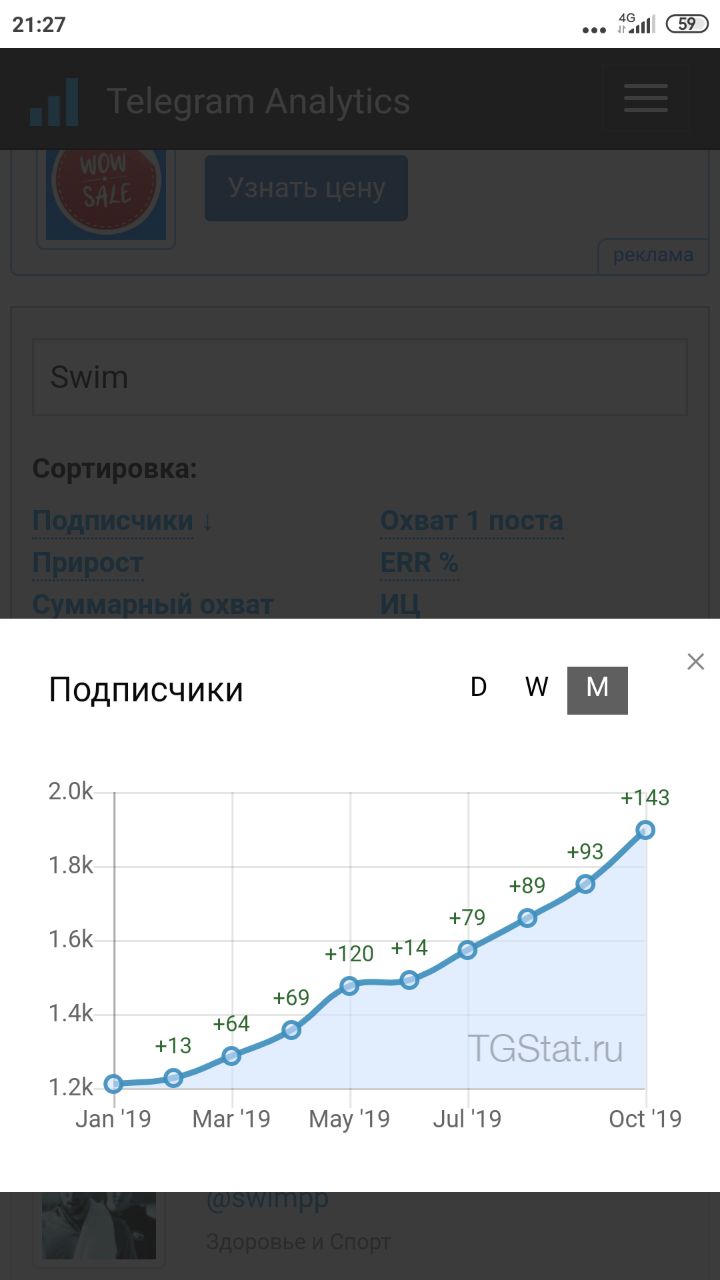 21:27
4G
59
Telegram Analytics
WOW
SALE
Узнать цену
реклама
Swim
Сортировка:
Подписчики ↓
Охват 1 поста
Прирост
ERR %
Суммарный охват
ИЦ
×
Подписчики
D W M
2.0k
+143
+93
1.8k
+89
+79
+14
+120
1.6k
+69
+64
+13
1.4k
TGStat.ru
1.2k
Jan '19 Mar '19 May '19 Jul '19 Oct '19
@swimpp
Здоровье и Спорт